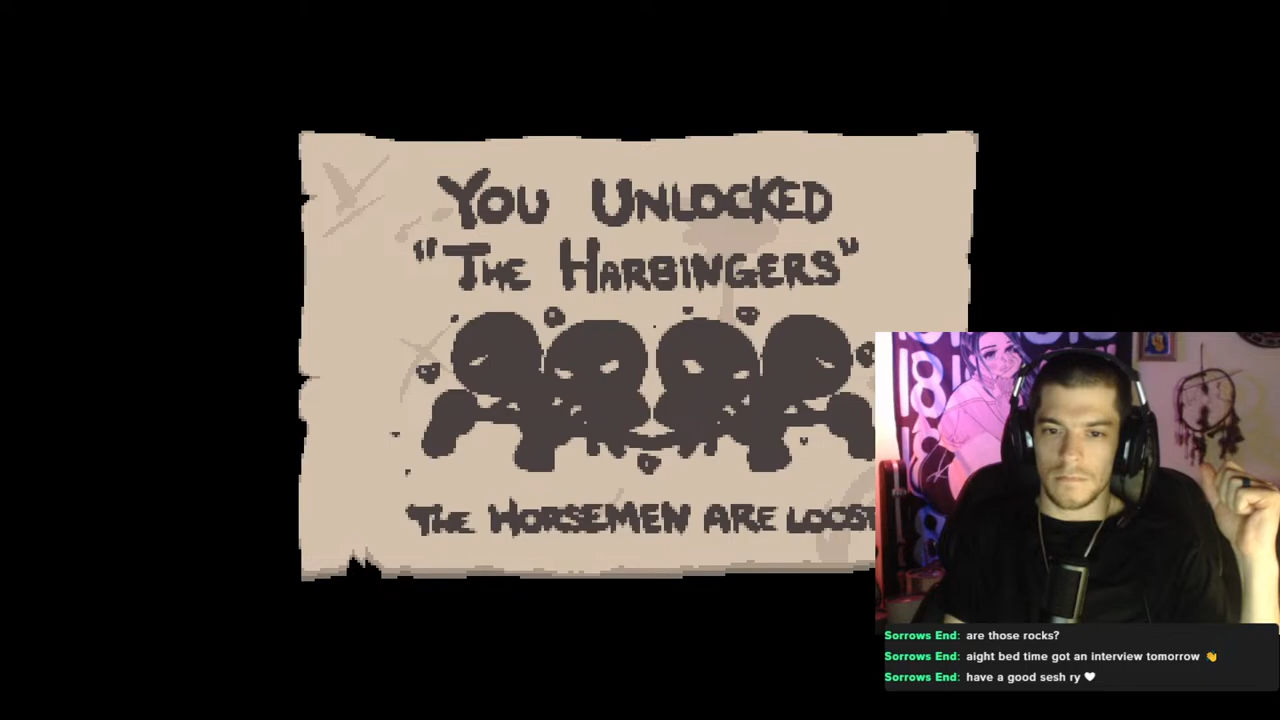 You Unlocked
"The Harbingers"
The Horsemen are
Sorrows End: are those rocks?
Sorrows End: aight bed time got an interview tomorrow 👏
Sorrows End: have a good sesh ry 🤍